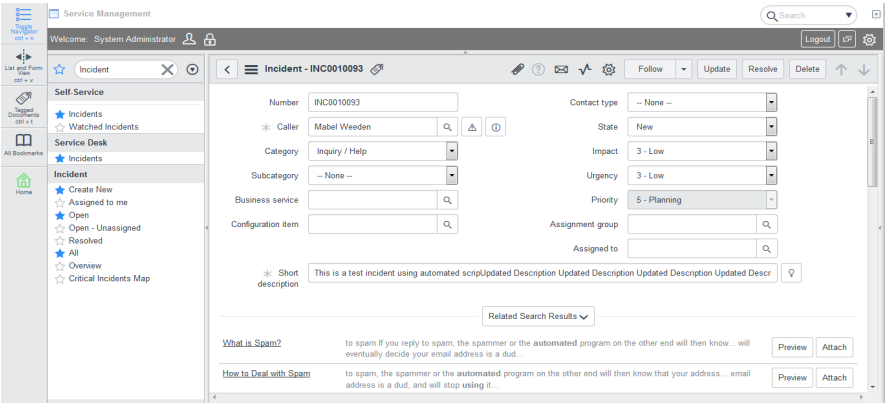 Service Management
Search
Toggle
Navigator
ctrl + n
Welcome: System Administrator
Logout
List and Form
View
ctrl + v
Incident
Incident - INC0010093
Follow
Update
Resolve
Delete
Tagged
Documents
ctrl + t
All Bookmarks
Home
Self-Service
Incidents
Watched Incidents
Service Desk
Incidents
Incident
Create New
Assigned to me
Open
Open - Unassigned
Resolved
All
Overview
Critical Incidents Map
Number INC0010093
Caller Mabel Weeden
Category Inquiry / Help
Subcategory -- None --
Business service
Configuration item
Contact type -- None --
State New
Impact 3 - Low
Urgency 3 - Low
Priority 5 - Planning
Assignment group
Assigned to
Short
description
This is a test incident using automated scripUpdated Description Updated Description Updated Description Updated Descr
Related Search Results
What is Spam?
to spam If you reply to spam, the spammer or the automated program on the other end will then know... will
eventually decide your email address is a dud...
Preview Attach
How to Deal with Spam
to spam, the spammer or the automated program on the other end will then know that your address... email
address is a dud, and will stop using it...
Preview Attach